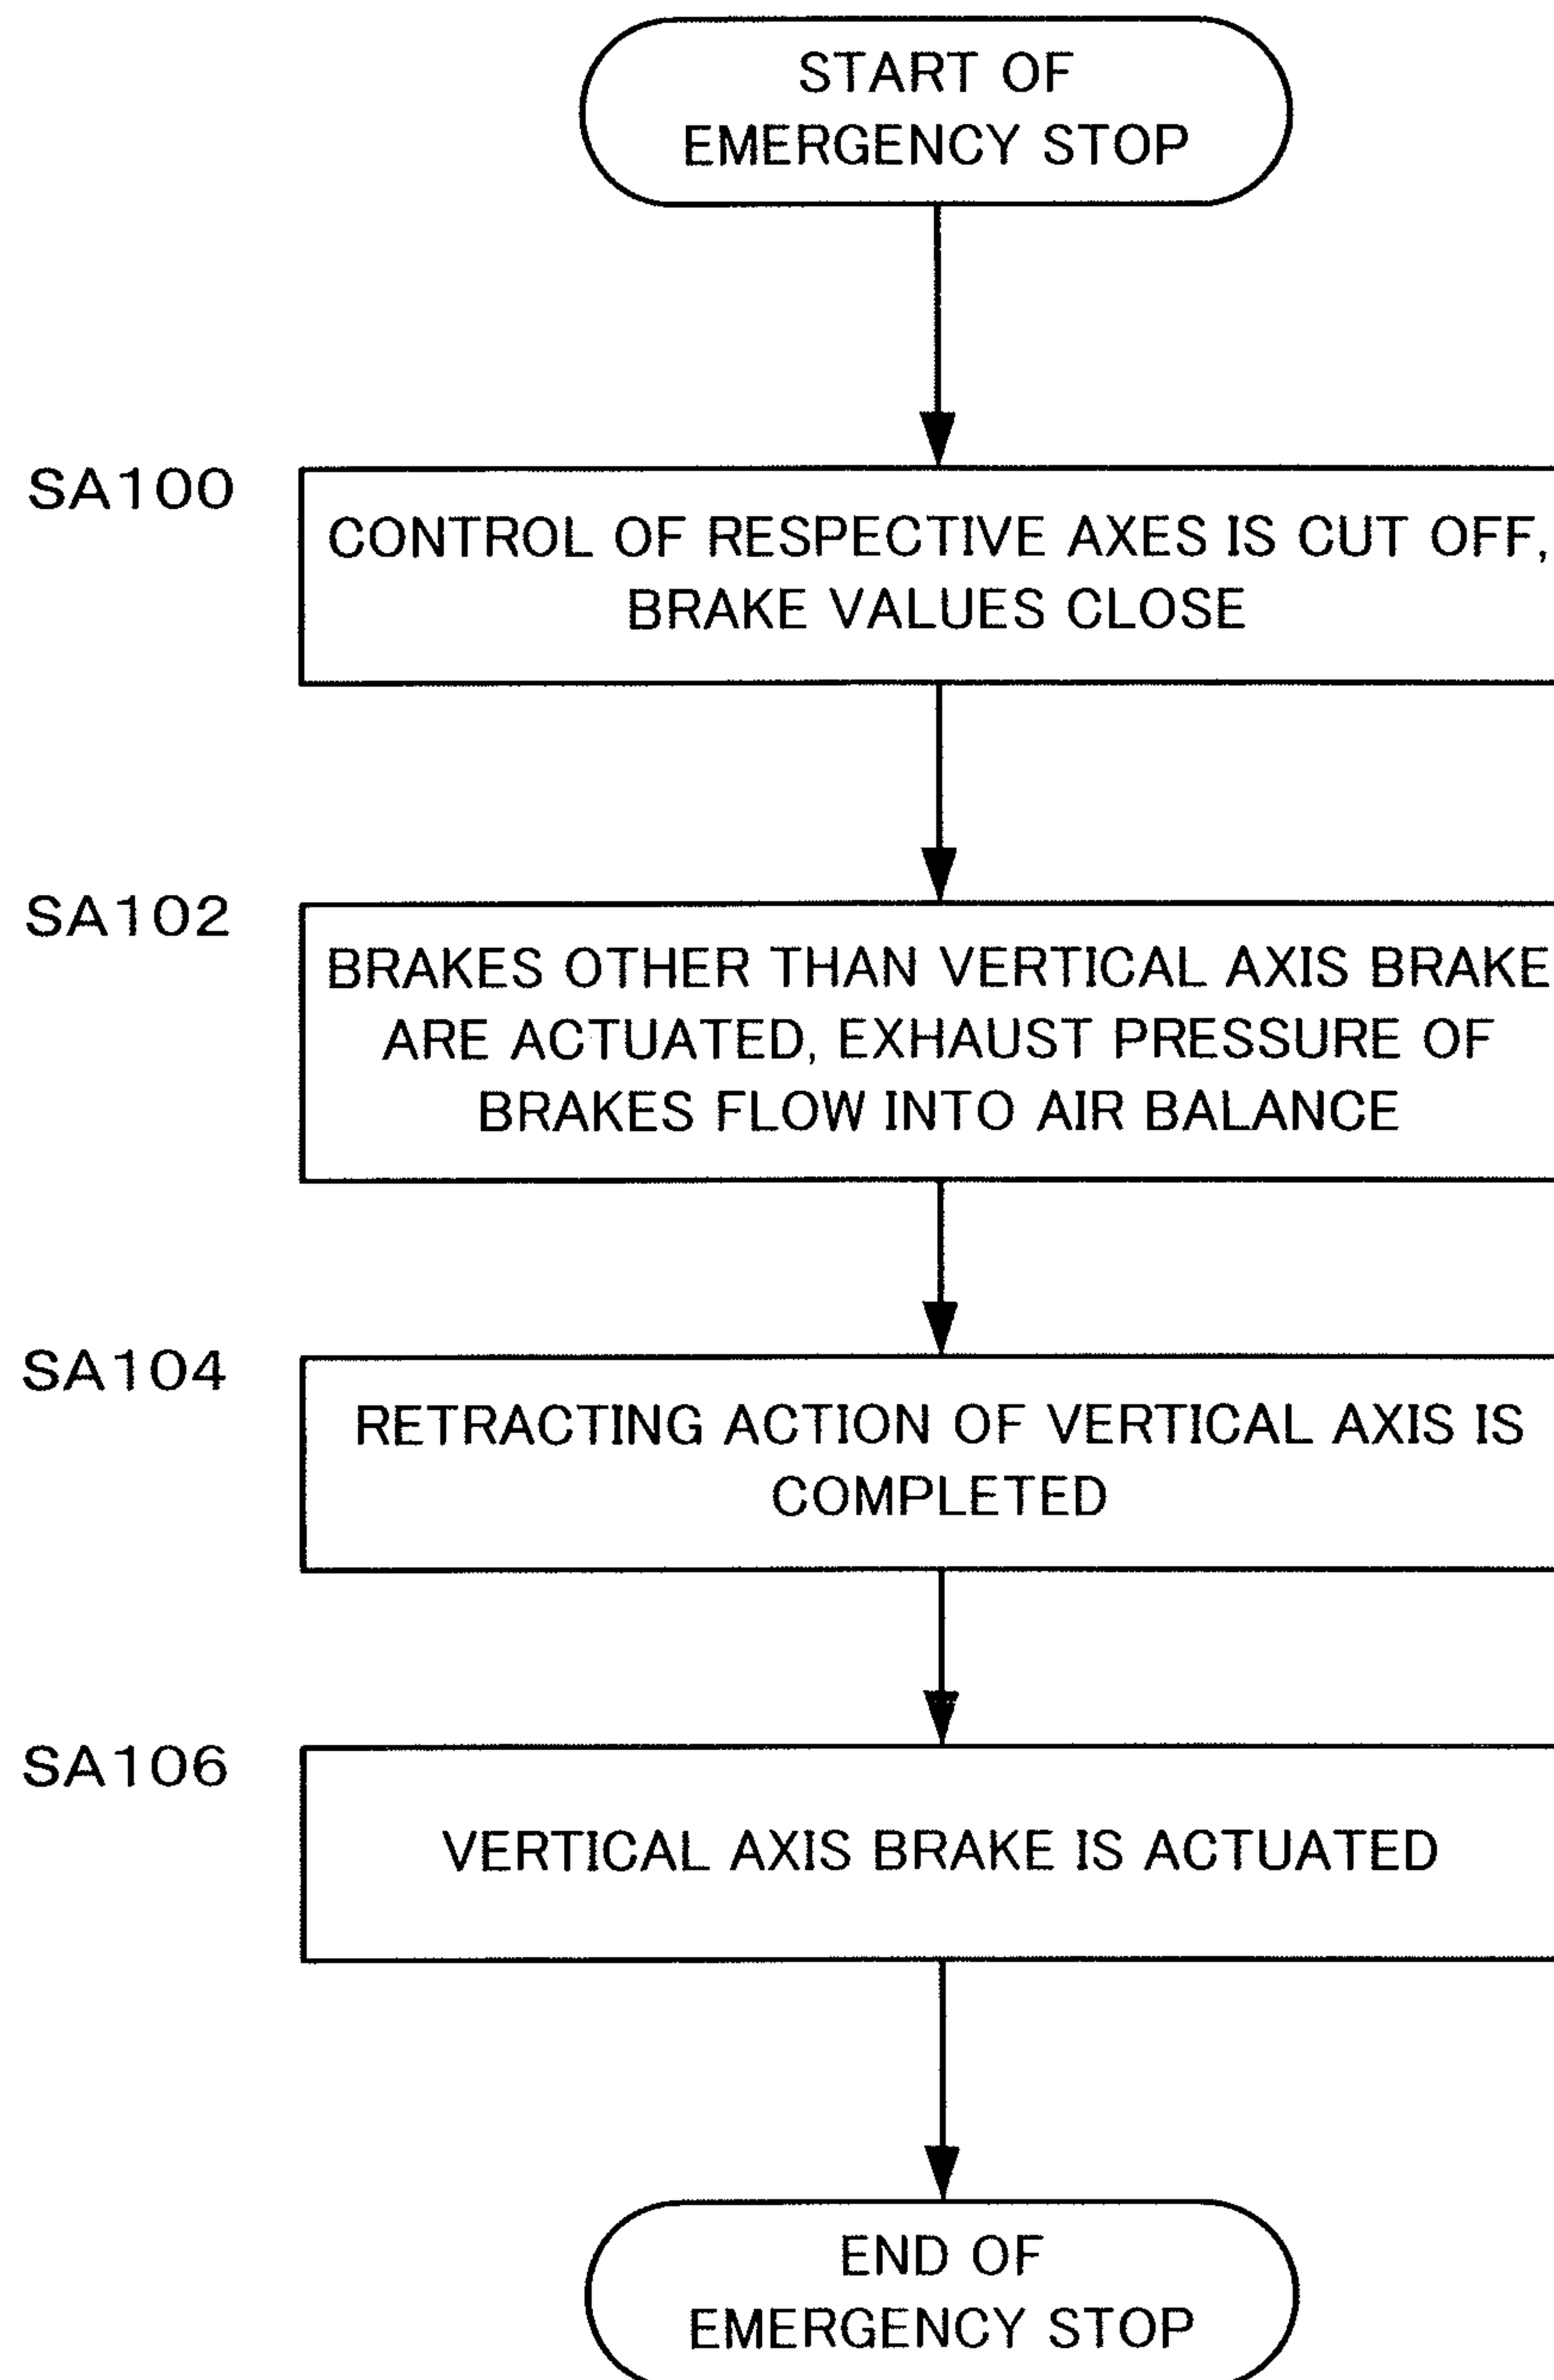 START OF
EMERGENCY STOP
SA100
CONTROL OF RESPECTIVE AXES IS CUT OFF,
BRAKE VALUES CLOSE
SA102
BRAKES OTHER THAN VERTICAL AXIS BRAKE
ARE ACTUATED, EXHAUST PRESSURE OF
BRAKES FLOW INTO AIR BALANCE
SA104
RETRACTING ACTION OF VERTICAL AXIS IS
COMPLETED
SA106
VERTICAL AXIS BRAKE IS ACTUATED
END OF
EMERGENCY STOP